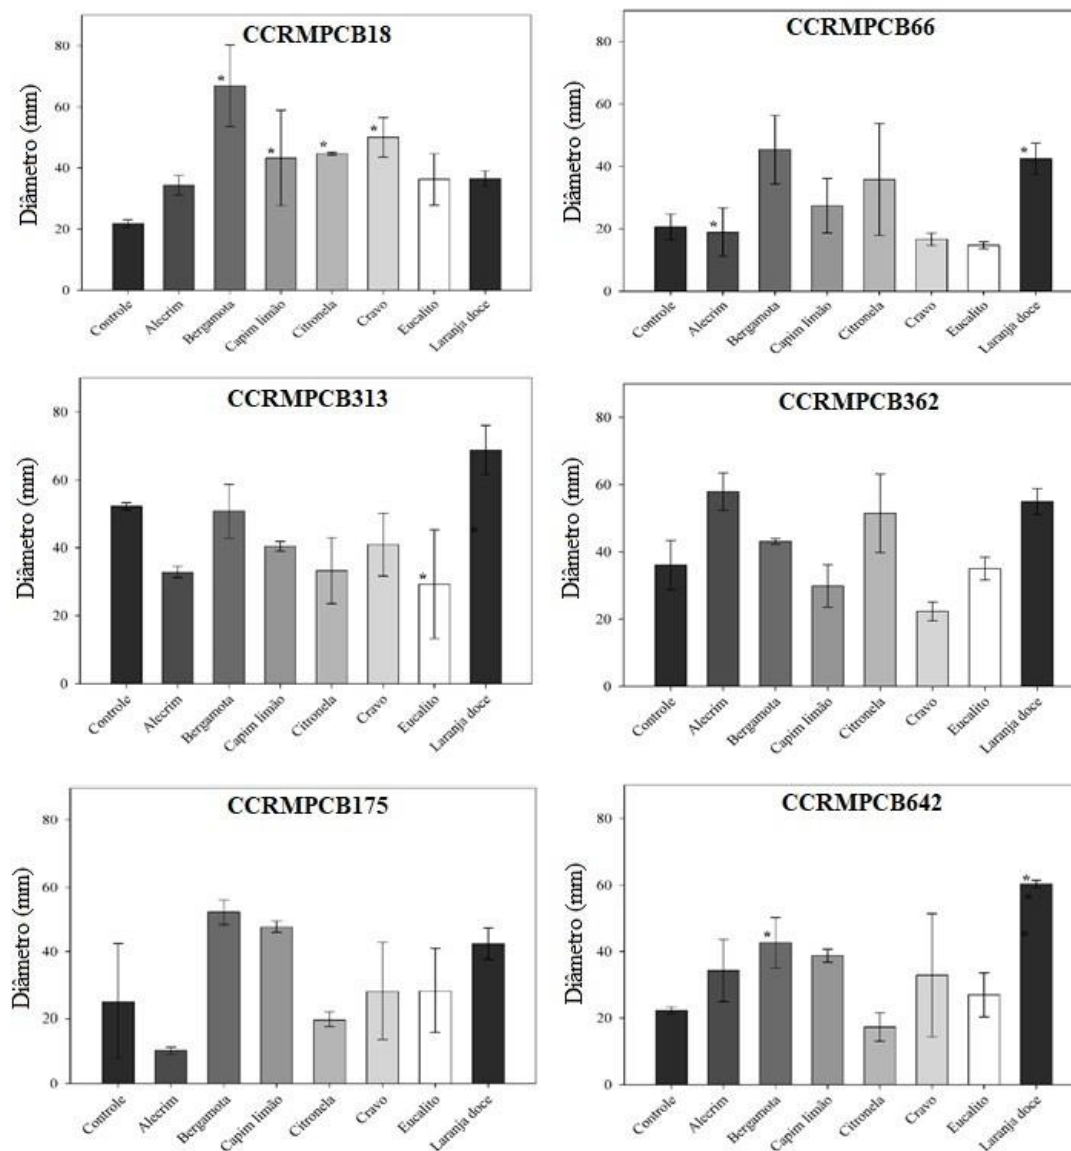 CCRMPCB18
Diâmetro (mm)
80
60
40
20
0
Controle
Alecrim
Bergamota
Capim limão
Citronela
Cravo
Eucalito
Laranja doce
*
*
*
*
CCRMPCB66
Diâmetro (mm)
80
60
40
20
0
Controle
Alecrim
Bergamota
Capim limão
Citronela
Cravo
Eucalito
Laranja doce
*
*
CCRMPCB313
Diâmetro (mm)
80
60
40
20
0
Controle
Alecrim
Bergamota
Capim limão
Citronela
Cravo
Eucalito
Laranja doce
*
*
CCRMPCB362
Diâmetro (mm)
80
60
40
20
0
Controle
Alecrim
Bergamota
Capim limão
Citronela
Cravo
Eucalito
Laranja doce
CCRMPCB175
Diâmetro (mm)
80
60
40
20
0
Controle
Alecrim
Bergamota
Capim limão
Citronela
Cravo
Eucalito
Laranja doce
CCRMPCB642
Diâmetro (mm)
80
60
40
20
0
Controle
Alecrim
Bergamota
Capim limão
Citronela
Cravo
Eucalito
Laranja doce
*
*
*
*